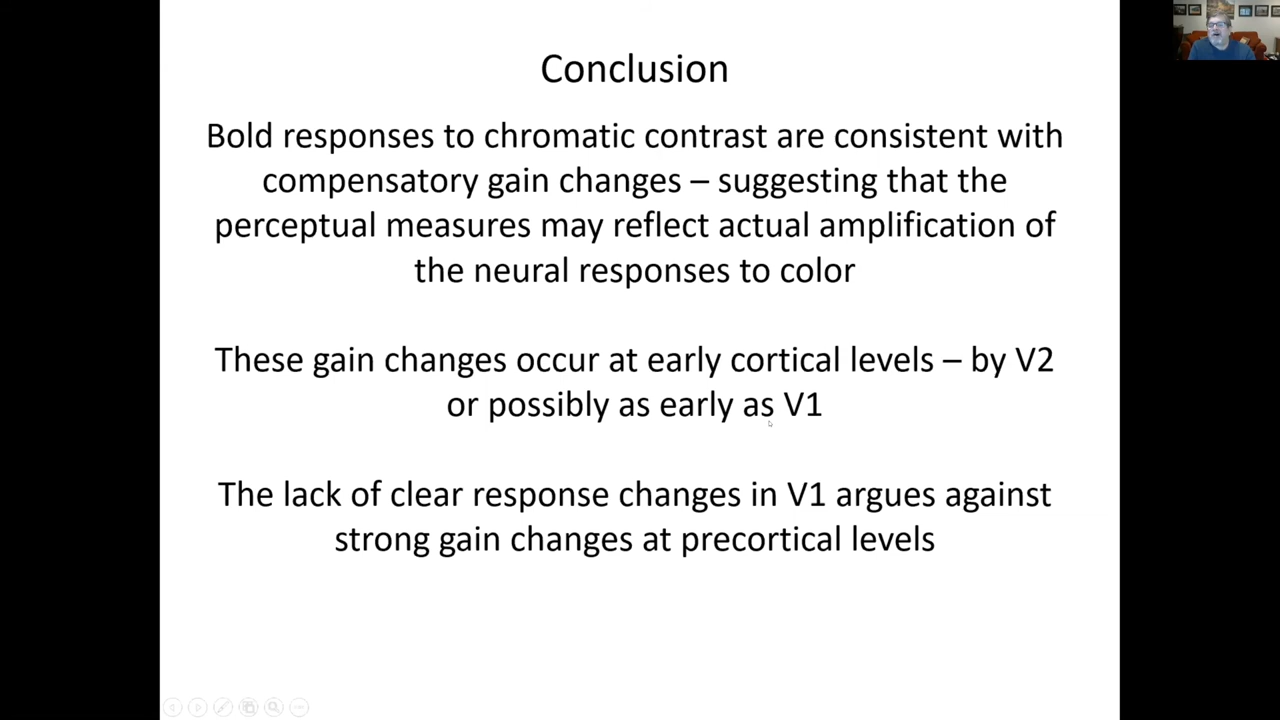 Conclusion
Bold responses to chromatic contrast are consistent with
compensatory gain changes – suggesting that the
perceptual measures may reflect actual amplification of
the neural responses to color
These gain changes occur at early cortical levels – by V2
or possibly as early as V1
The lack of clear response changes in V1 argues against
strong gain changes at precortical levels